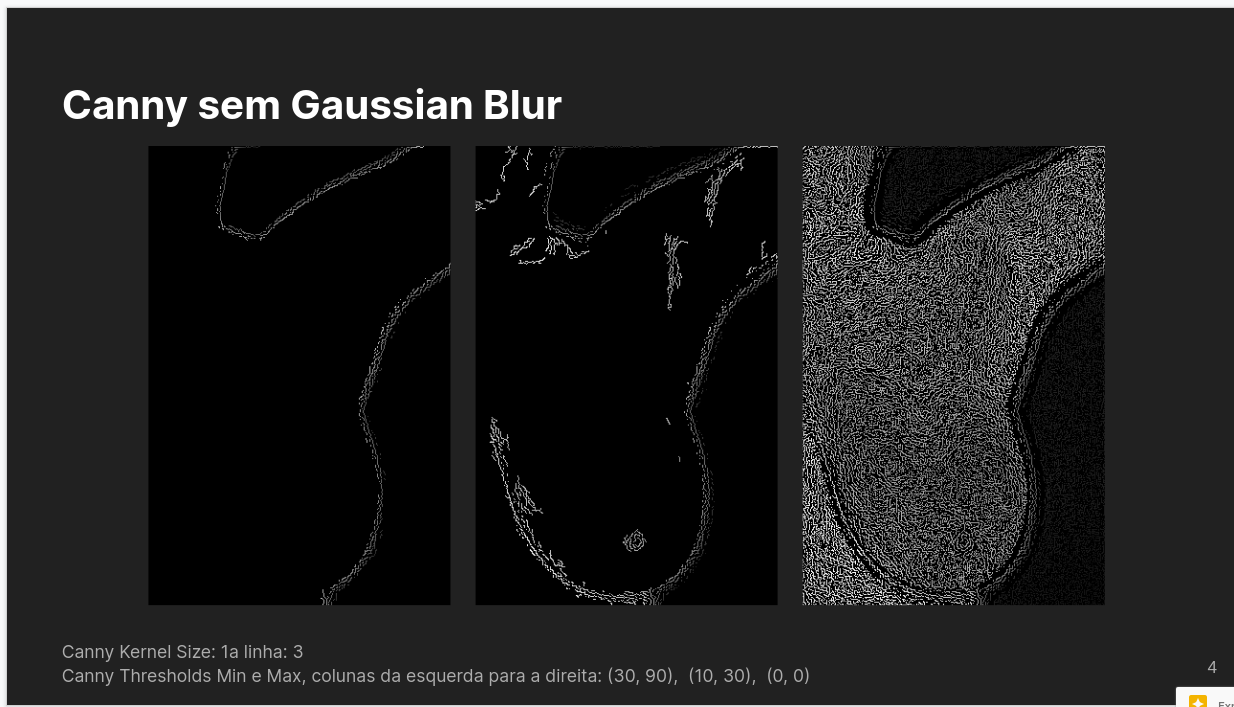 Canny sem Gaussian Blur
Canny Kernel Size: 1a linha: 3
Canny Thresholds Min e Max, colunas da esquerda para a direita: (30, 90),  (10, 30),  (0, 0)
4